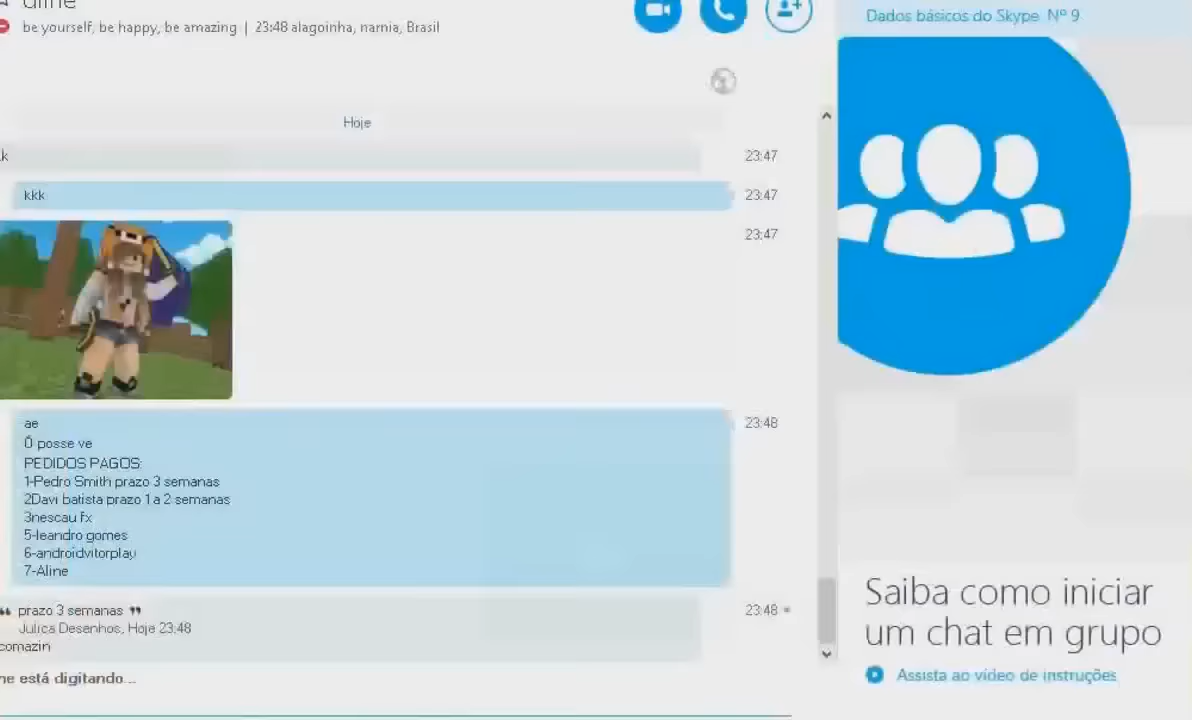 aline
be yourself, be happy, be amazing | 23:48 alagoinha, narnia, Brasil
Dados básicos do Skype Nº 9
Hoje
k 23:47
kkk 23:47
23:47
ae 23:48
Ô posse ve
PEDIDOS PAGOS:
1-Pedro Smith prazo 3 semanas
2Davi batista prazo 1 a 2 semanas
3nescau fx
5-leandro gomes
6-androidvitorplay
7-Aline
❝ prazo 3 semanas ❞ 23:48
Julica Desenhos, Hoje 23:48
comazin
ne está digitando...
Saiba como iniciar
um chat em grupo
Assista ao vídeo de instruções